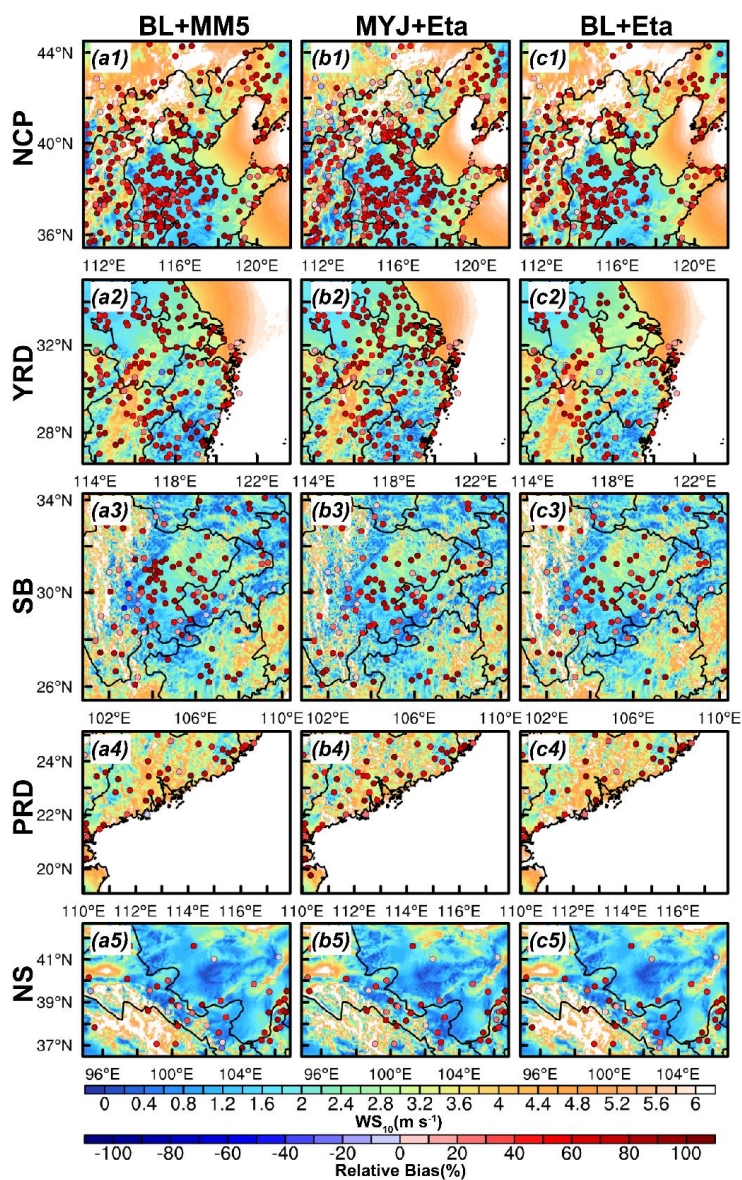 BL+MM5 MYJ+Eta BL+Eta
NCP
44°N
40°N
36°N
(a1) (b1) (c1)
112°E 116°E 120°E 112°E 116°E 120°E 112°E 116°E 120°E
YRD
32°N
30°N
28°N
(a2) (b2) (c2)
114°E 118°E 122°E 114°E 118°E 122°E 114°E 118°E 122°E
SB
34°N
30°N
28°N
26°N
(a3) (b3) (c3)
102°E 106°E 110°E 102°E 106°E 110°E 102°E 106°E 110°E
PRD
24°N
22°N
20°N
(a4) (b4) (c4)
110°E 112°E 114°E 116°E 110°E 112°E 114°E 116°E 110°E 112°E 114°E 116°E
NS
41°N
39°N
37°N
(a5) (b5) (c5)
96°E 100°E 104°E 96°E 100°E 104°E 96°E 100°E 104°E
0 0.4 0.8 1.2 1.6 2 2.4 2.8 3.2 3.6 4 4.4 4.8 5.2 5.6 6
WS₁₀(m s⁻¹)
-100 -80 -60 -40 -20 0 20 40 60 80 100
Relative Bias(%)